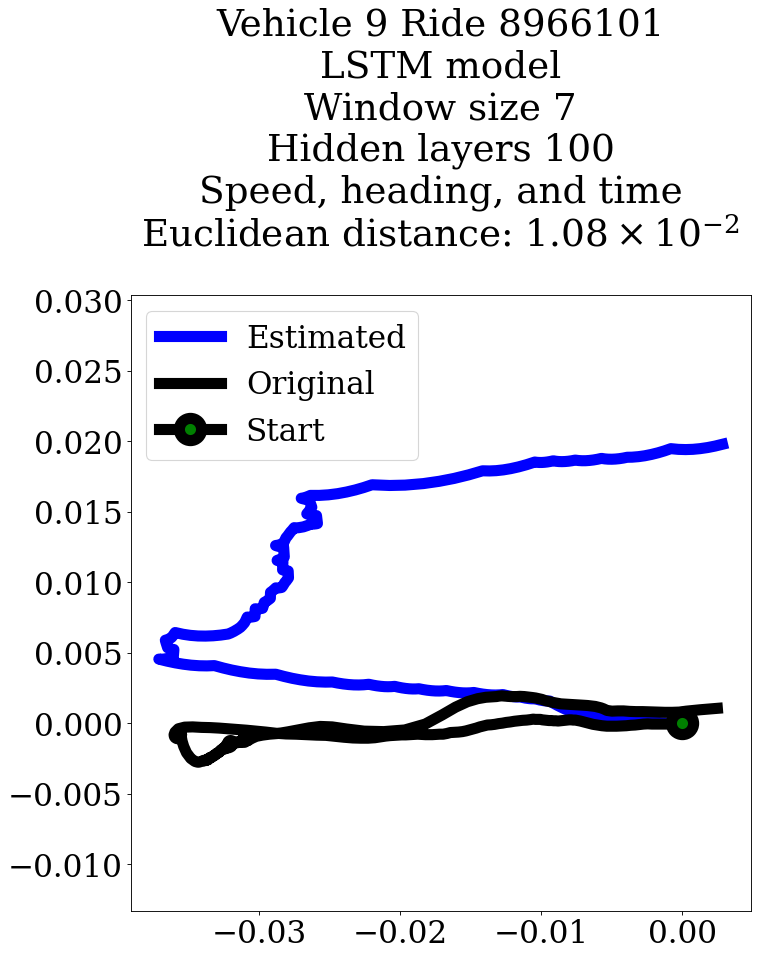 Vehicle 9 Ride 8966101
LSTM model
Window size 7
Hidden layers 100
Speed, heading, and time
Euclidean distance: 1.08 × 10⁻²
0.030
0.025
0.020
0.015
0.010
0.005
0.000
−0.005
−0.010
Estimated
Original
Start
−0.03 −0.02 −0.01 0.00